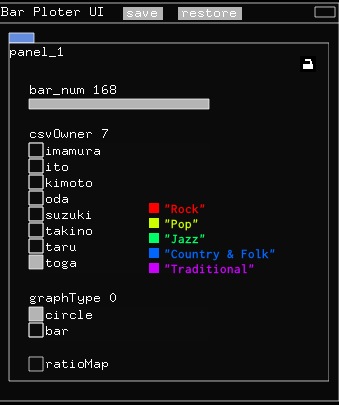 Bar Ploter UI save restore
panel_1
bar_num 168
csvOwner 7
imamura
ito
kimoto
oda
suzuki
takino
taru
toga
"Rock"
"Pop"
"Jazz"
"Country & Folk"
"Traditional"
graphType 0
circle
bar
ratioMap